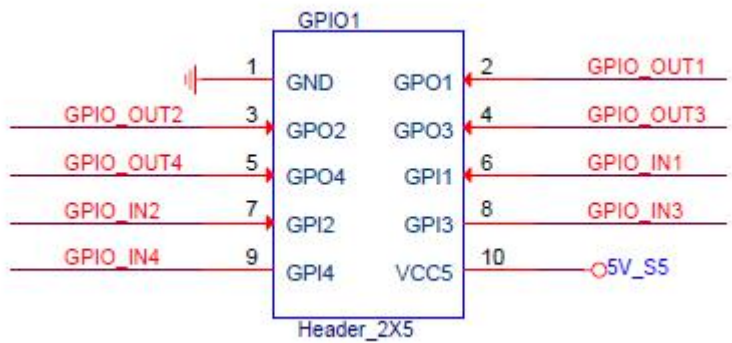 GPIO1
1 GND GPO1 2 GPIO_OUT1
GPIO_OUT2 3 GPO2 GPO3 4 GPIO_OUT3
GPIO_OUT4 5 GPO4 GPI1 6 GPIO_IN1
GPIO_IN2 7 GPI2 GPI3 8 GPIO_IN3
GPIO_IN4 9 GPI4 VCC5 10 5V_S5
Header_2X5